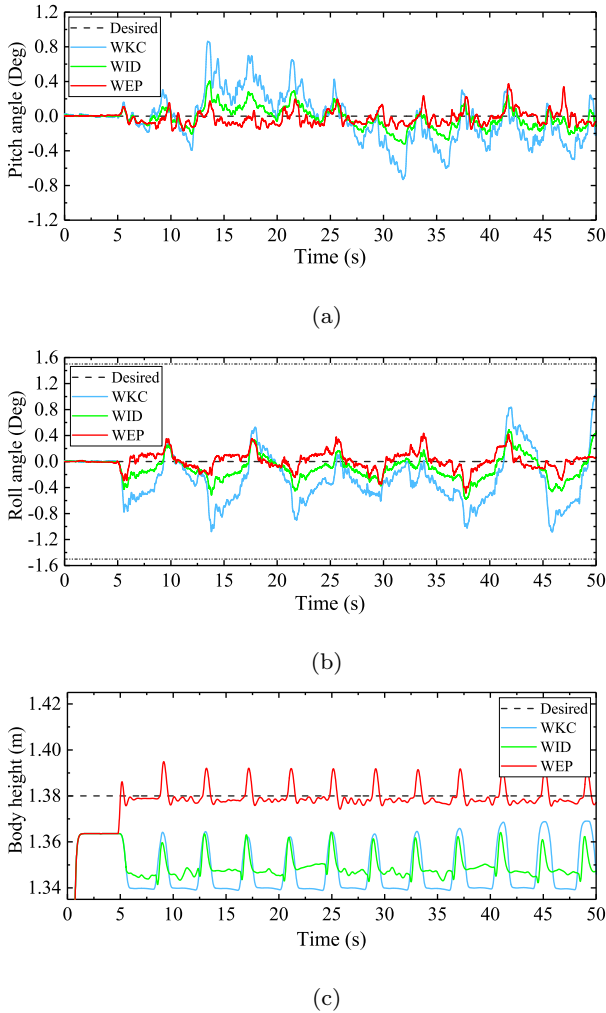 1.2
0.8
0.4
0.0
-0.4
-0.8
-1.2
Pitch angle (Deg)
Desired
WKC
WID
WEP
0 5 10 15 20 25 30 35 40 45 50
Time (s)
(a)
1.6
1.2
0.8
0.4
0.0
-0.4
-0.8
-1.2
-1.6
Roll angle (Deg)
Desired
WKC
WID
WEP
0 5 10 15 20 25 30 35 40 45 50
Time (s)
(b)
1.42
1.40
1.38
1.36
1.34
Body height (m)
Desired
WKC
WID
WEP
0 5 10 15 20 25 30 35 40 45 50
Time (s)
(c)